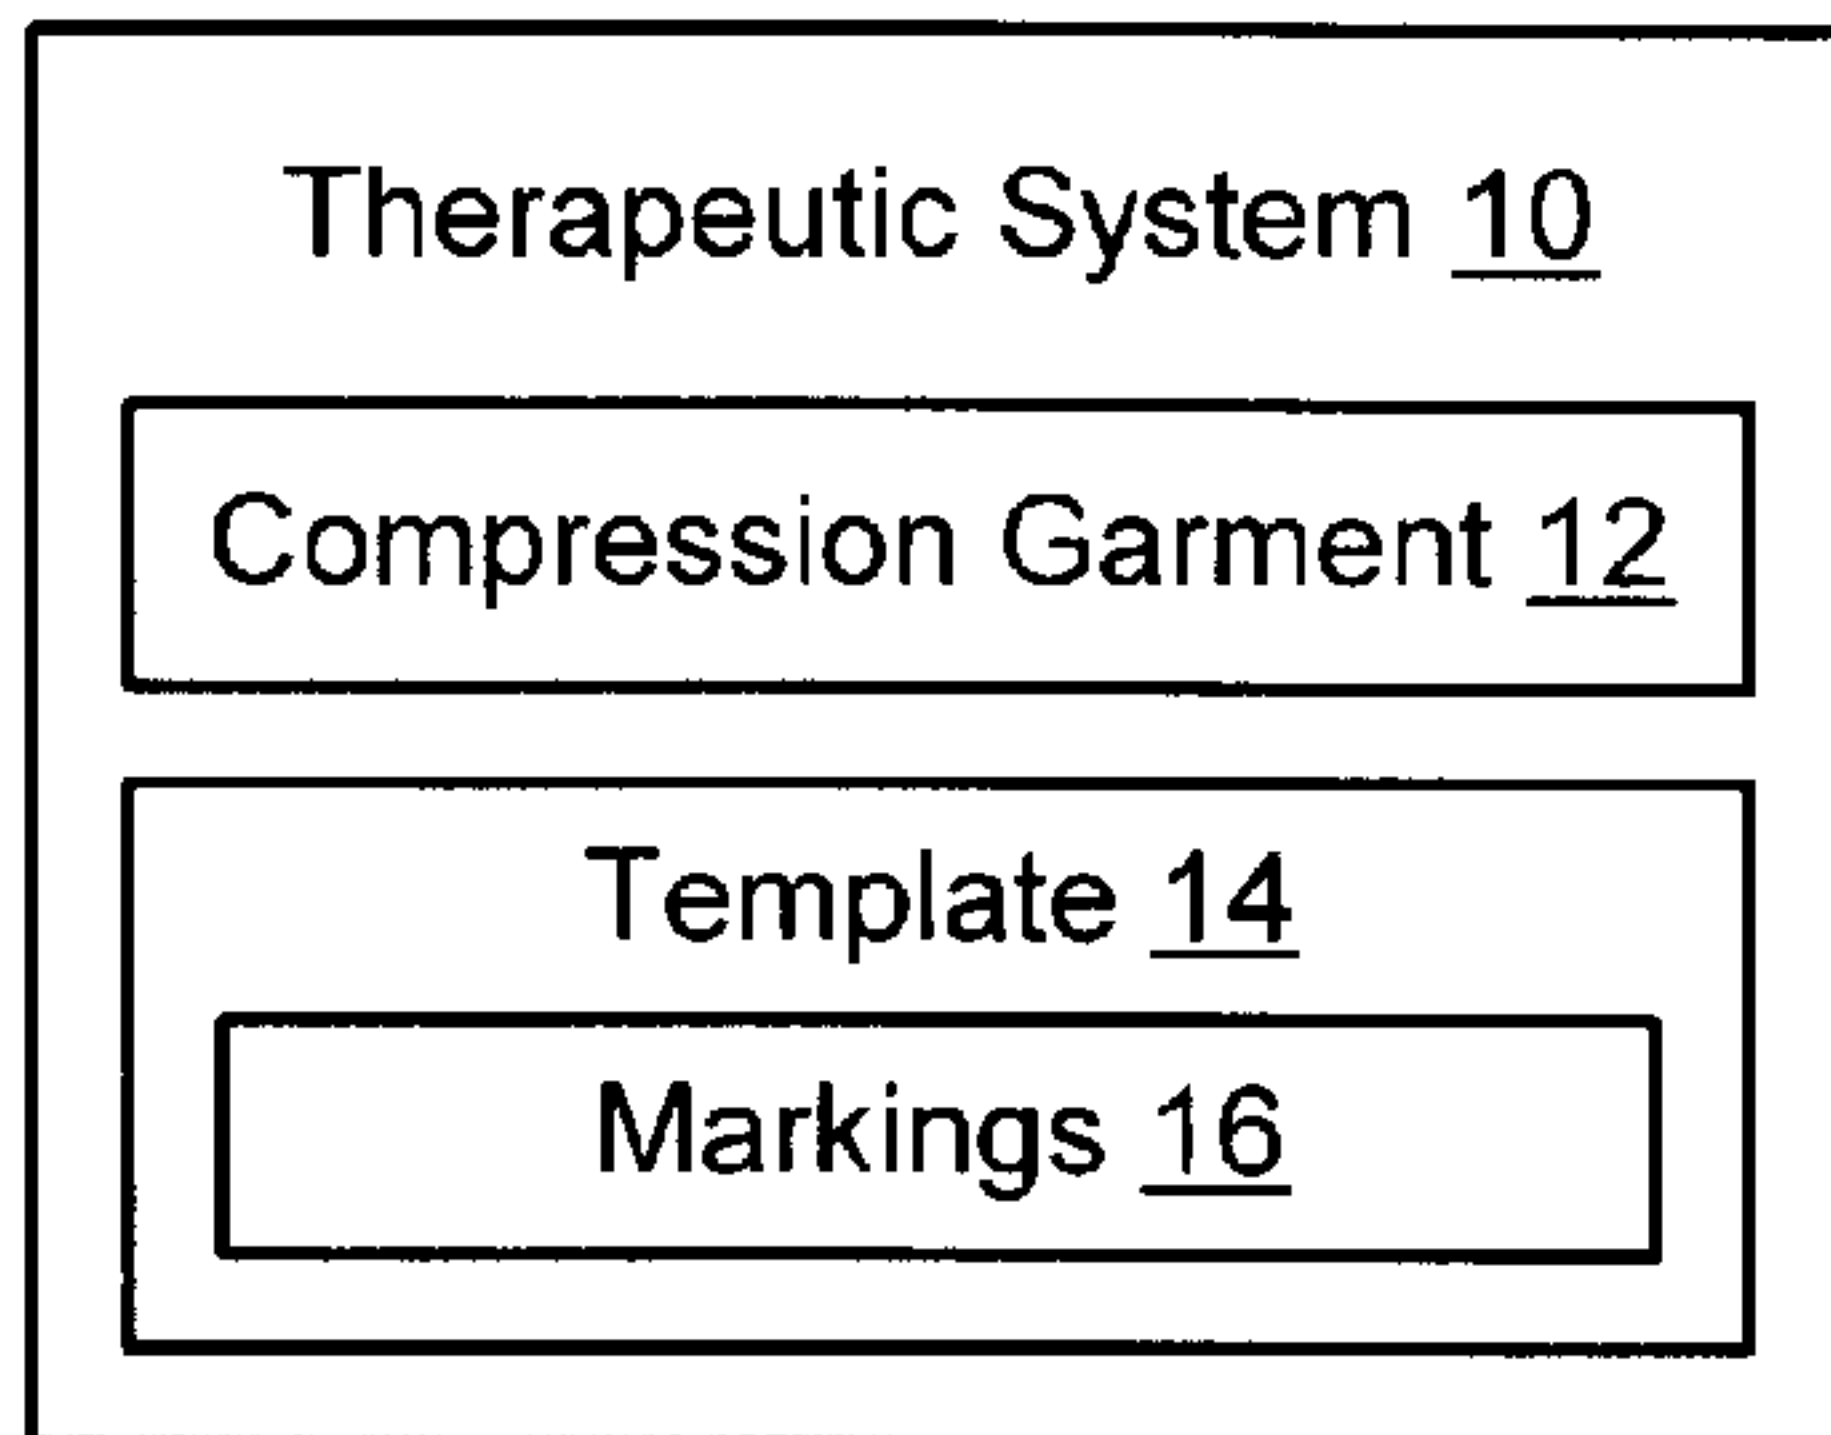 Therapeutic System 10
Compression Garment 12
Template 14
Markings 16